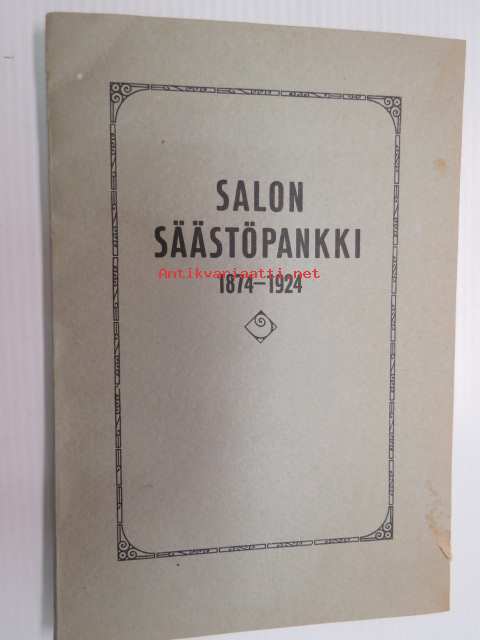 SALON
SÄÄSTÖPANKKI
Antikvariaatti.net
1874–1924